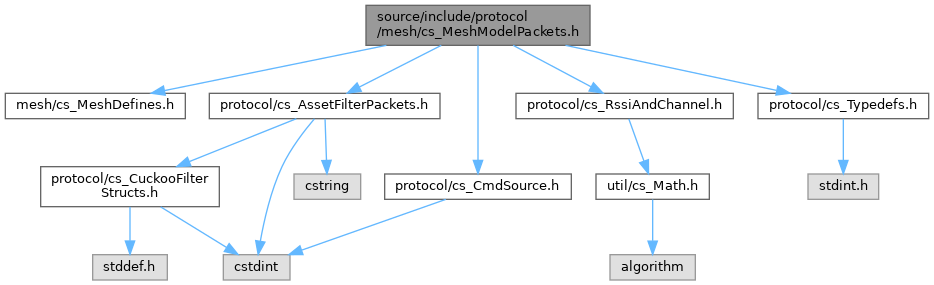 source/include/protocol
/mesh/cs_MeshModelPackets.h
mesh/cs_MeshDefines.h
protocol/cs_AssetFilterPackets.h
protocol/cs_RssiAndChannel.h
protocol/cs_Typedefs.h
protocol/cs_CuckooFilter
Structs.h
cstring
protocol/cs_CmdSource.h
util/cs_Math.h
stdint.h
stddef.h
cstdint
algorithm